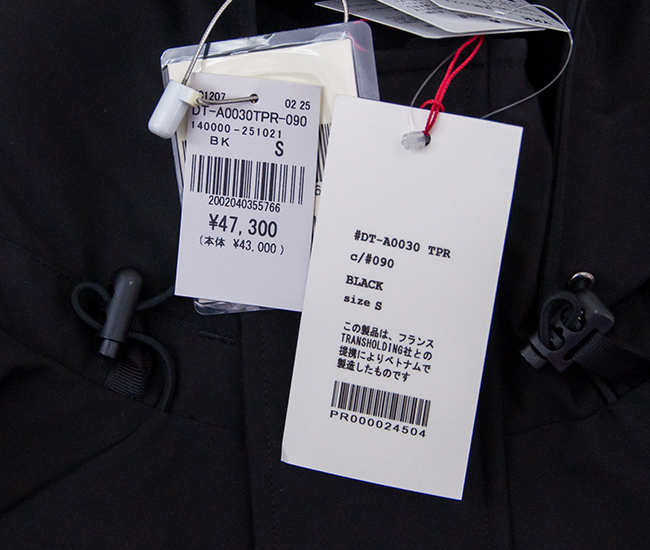 C1207 02 25
DT-A0030TPR-090
140000-251021
BK S
2002040355766
¥47,300
(本体 ¥43,000)
#DT-A0030 TPR
c/#090
BLACK
size S
この製品は、フランス
TRANSHOLDING社との
提携によりベトナムで
製造したものです
PR000024504